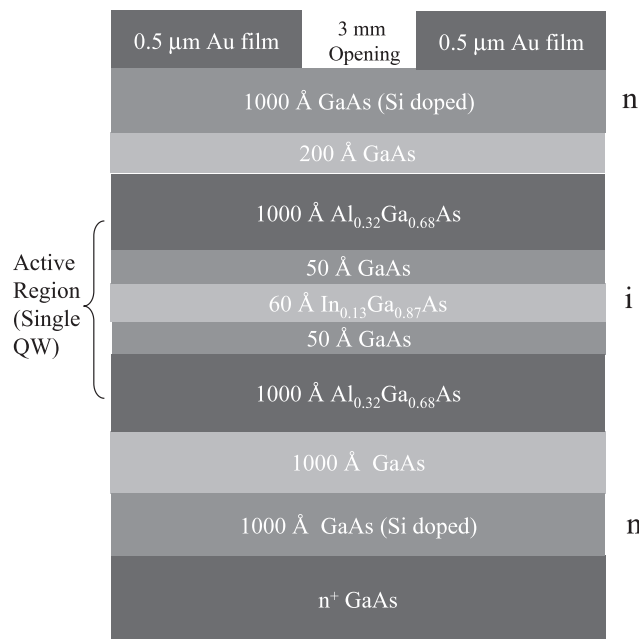 0.5 μm Au film
3 mm
Opening
0.5 μm Au film
1000 Å GaAs (Si doped)
n
200 Å GaAs
1000 Å Al0.32Ga0.68As
Active
Region
(Single
QW)
50 Å GaAs
60 Å In0.13Ga0.87As
i
50 Å GaAs
1000 Å Al0.32Ga0.68As
1000 Å GaAs
1000 Å GaAs (Si doped)
n
n+ GaAs